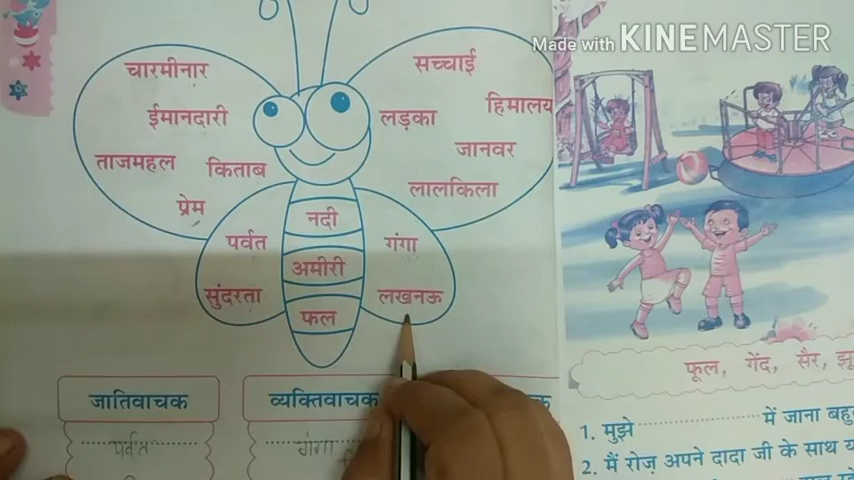 Made with KINEMASTER
चारमीनार
ईमानदारी
ताजमहल किताब
प्रेम
सच्चाई
लड़का हिमालय
जानवर
लालकिला
पर्वत
सुंदरता
नदी
अमीरी
फल
गंगा
लखनऊ
जातिवाचक
पर्वत
व्यक्तिवाचक
गंगा
फूल, गेंद, सैर, झू
1. मुझे .................. में जाना बहु
2. मैं रोज़ अपने दादा जी के साथ य